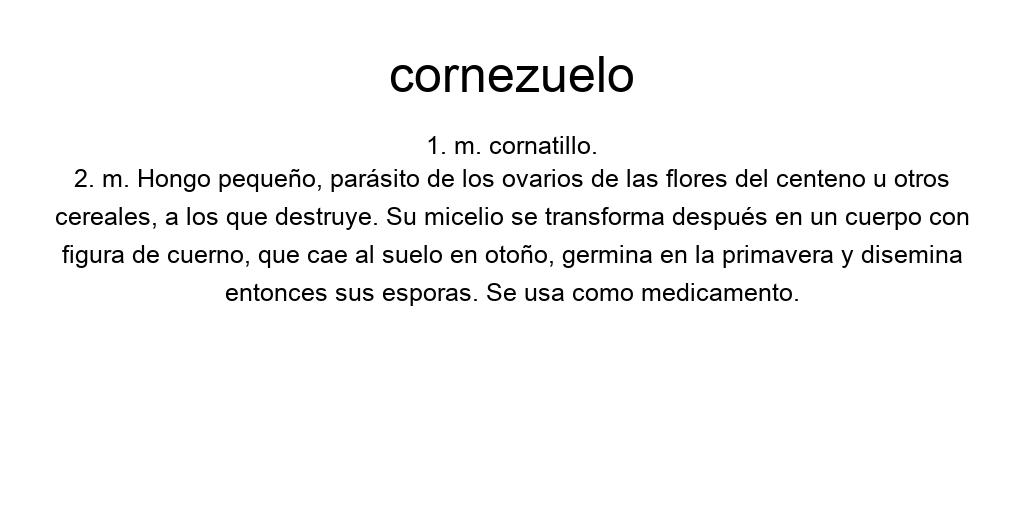 cornezuelo
1. m. cornatillo.
2. m. Hongo pequeño, parásito de los ovarios de las flores del centeno u otros
cereales, a los que destruye. Su micelio se transforma después en un cuerpo con
figura de cuerno, que cae al suelo en otoño, germina en la primavera y disemina
entonces sus esporas. Se usa como medicamento.